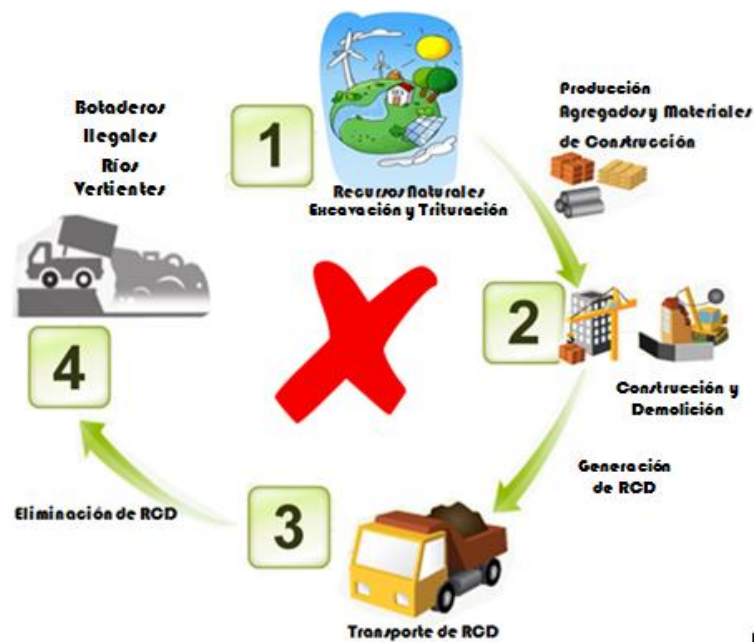 Botaderos
Ilegales
Ríos
Vertientes
1
Recursos Naturales
Excavación y Trituración
Producción
Agregados y Materiales
de Construcción
2
Construcción y
Demolición
Generación
de RCD
3
Transporte de RCD
Eliminación de RCD
4